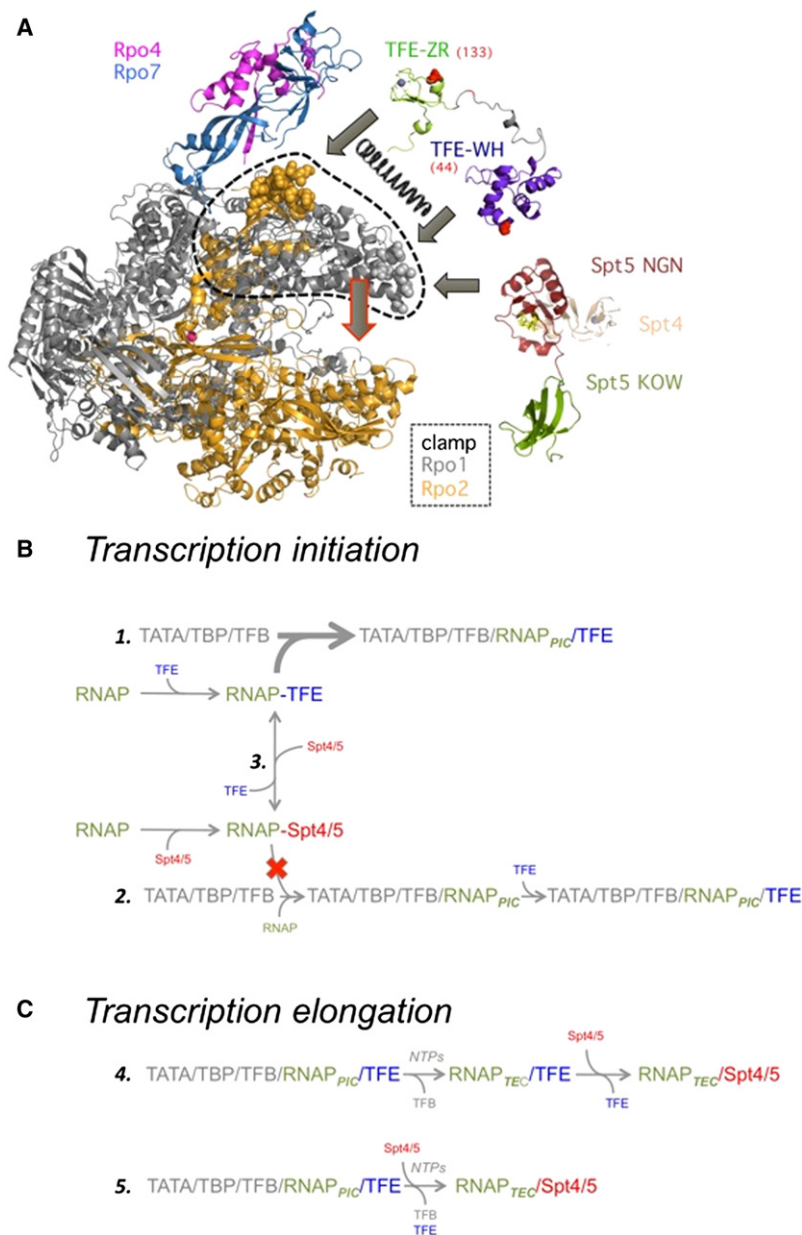 A
Rpo4
Rpo7
TFE-ZR (133)
TFE-WH
(44)
Spt5 NGN
Spt4
Spt5 KOW
clamp
Rpo1
Rpo2
B Transcription initiation
1. TATA/TBP/TFB TATA/TBP/TFB/RNAPPIC/TFE
TFE
RNAP RNAP-TFE
3. Spt4/5
TFE
RNAP RNAP-Spt4/5
Spt4/5
TFE
2. TATA/TBP/TFB TATA/TBP/TFB/RNAPPIC TATA/TBP/TFB/RNAPPIC/TFE
RNAP
C Transcription elongation
Spt4/5
NTPs
4. TATA/TBP/TFB/RNAPPIC/TFE RNAPTEC/TFE RNAPTEC/Spt4/5
TFB TFE
Spt4/5
NTPs
5. TATA/TBP/TFB/RNAPPIC/TFE RNAPTEC/Spt4/5
TFB
TFE